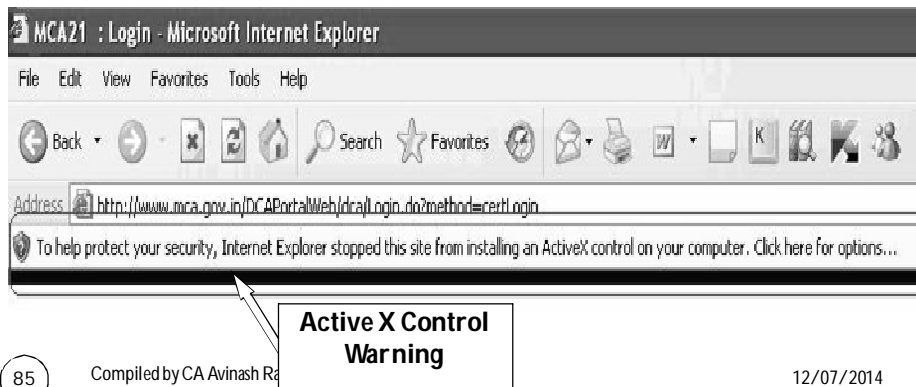 MCA21 : Login - Microsoft Internet Explorer
File Edit View Favorites Tools Help
Back Search Favorites W K
Address http://www.mca.gov.in/DCAPortalWeb/dca/Login.do?method=certLogin
To help protect your security, Internet Explorer stopped this site from installing an ActiveX control on your computer. Click here for options...
Active X Control
Warning
85 Compiled by CA Avinash Ra 12/07/2014